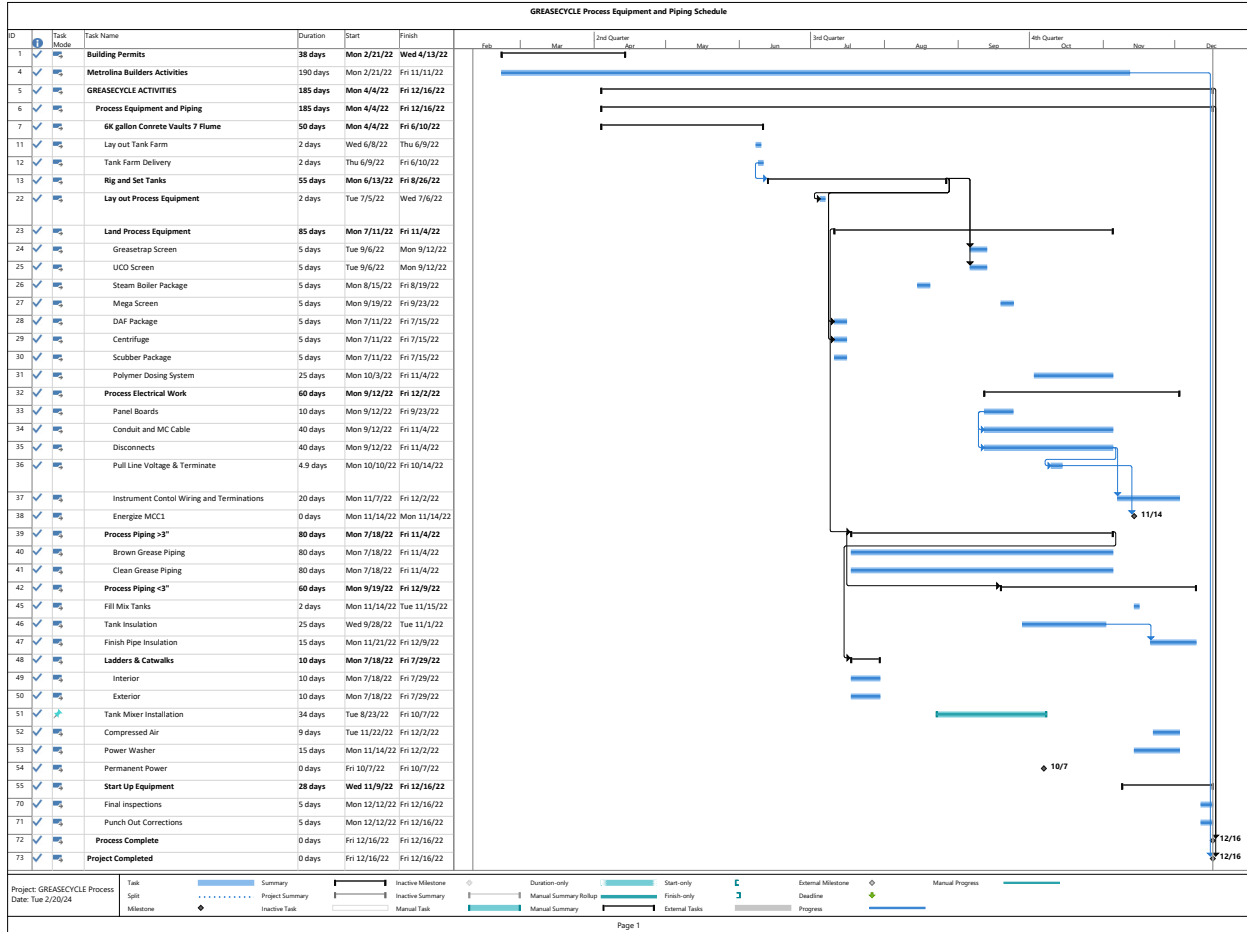 GREASECYCLE Process Equipment and Piping Schedule
ID Task Mode Task Name Duration Start Finish
2nd Quarter 3rd Quarter 4th Quarter
Feb Mar Apr May Jun Jul Aug Sep Oct Nov Dec
1 Building Permits 38 days Mon 2/21/22 Wed 4/13/22
4 Metrolina Builders Activities 190 days Mon 2/21/22 Fri 11/11/22
5 GREASECYCLE ACTIVITIES 185 days Mon 4/4/22 Fri 12/16/22
6 Process Equipment and Piping 185 days Mon 4/4/22 Fri 12/16/22
7 6K gallon Conrete Vaults 7 Flume 50 days Mon 4/4/22 Fri 6/10/22
11 Lay out Tank Farm 2 days Wed 6/8/22 Thu 6/9/22
12 Tank Farm Delivery 2 days Thu 6/9/22 Fri 6/10/22
13 Rig and Set Tanks 55 days Mon 6/13/22 Fri 8/26/22
22 Lay out Process Equipment 2 days Tue 7/5/22 Wed 7/6/22
23 Land Process Equipment 85 days Mon 7/11/22 Fri 11/4/22
24 Greasetrap Screen 5 days Tue 9/6/22 Mon 9/12/22
25 UCO Screen 5 days Tue 9/6/22 Mon 9/12/22
26 Steam Boiler Package 5 days Mon 8/15/22 Fri 8/19/22
27 Mega Screen 5 days Mon 9/19/22 Fri 9/23/22
28 DAF Package 5 days Mon 7/11/22 Fri 7/15/22
29 Centrifuge 5 days Mon 7/11/22 Fri 7/15/22
30 Scubber Package 5 days Mon 7/11/22 Fri 7/15/22
31 Polymer Dosing System 25 days Mon 10/3/22 Fri 11/4/22
32 Process Electrical Work 60 days Mon 9/12/22 Fri 12/2/22
33 Panel Boards 10 days Mon 9/12/22 Fri 9/23/22
34 Conduit and MC Cable 40 days Mon 9/12/22 Fri 11/4/22
35 Disconnects 40 days Mon 9/12/22 Fri 11/4/22
36 Pull Line Voltage & Terminate 4.9 days Mon 10/10/22 Fri 10/14/22
37 Instrument Contol Wiring and Terminations 20 days Mon 11/7/22 Fri 12/2/22
38 Energize MCC1 0 days Mon 11/14/22 Mon 11/14/22 11/14
39 Process Piping >3" 80 days Mon 7/18/22 Fri 11/4/22
40 Brown Grease Piping 80 days Mon 7/18/22 Fri 11/4/22
41 Clean Grease Piping 80 days Mon 7/18/22 Fri 11/4/22
42 Process Piping <3" 60 days Mon 9/19/22 Fri 12/9/22
45 Fill Mix Tanks 2 days Mon 11/14/22 Tue 11/15/22
46 Tank Insulation 25 days Wed 9/28/22 Tue 11/1/22
47 Finish Pipe Insulation 15 days Mon 11/21/22 Fri 12/9/22
48 Ladders & Catwalks 10 days Mon 7/18/22 Fri 7/29/22
49 Interior 10 days Mon 7/18/22 Fri 7/29/22
50 Exterior 10 days Mon 7/18/22 Fri 7/29/22
51 Tank Mixer Installation 34 days Tue 8/23/22 Fri 10/7/22
52 Compressed Air 9 days Tue 11/22/22 Fri 12/2/22
53 Power Washer 15 days Mon 11/14/22 Fri 12/2/22
54 Permanent Power 0 days Fri 10/7/22 Fri 10/7/22 10/7
55 Start Up Equipment 28 days Wed 11/9/22 Fri 12/16/22
70 Final inspections 5 days Mon 12/12/22 Fri 12/16/22
71 Punch Out Corrections 5 days Mon 12/12/22 Fri 12/16/22
72 Process Complete 0 days Fri 12/16/22 Fri 12/16/22 12/16
73 Project Completed 0 days Fri 12/16/22 Fri 12/16/22 12/16
Project: GREASECYCLE Process
Date: Tue 2/20/24
Task Summary Inactive Milestone Duration-only Start-only External Milestone Manual Progress
Split Project Summary Inactive Summary Manual Summary Rollup Finish-only Deadline
Milestone Inactive Task Manual Task Manual Summary External Tasks Progress
Page 1